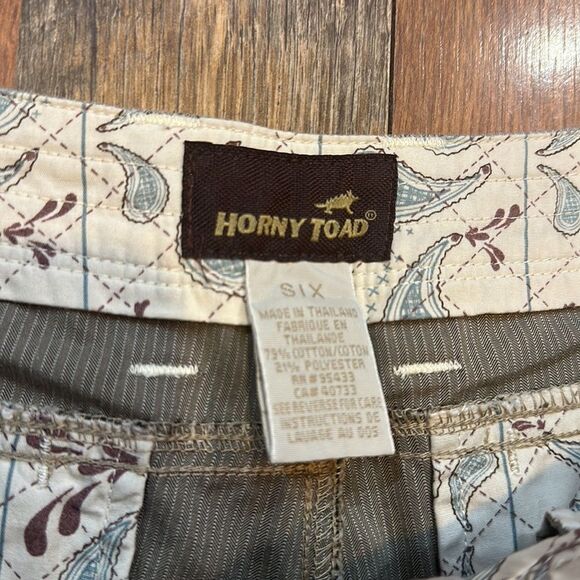 HORNY TOAD®
SIX
MADE IN THAILAND
FABRIQUE EN
THAILANDE
79% COTTON/COTON
21% POLYESTER
RN#95433
CA#40733
SEE REVERSE FOR CARE
INSTRUCTIONS DE
LAVAGE AU DOS